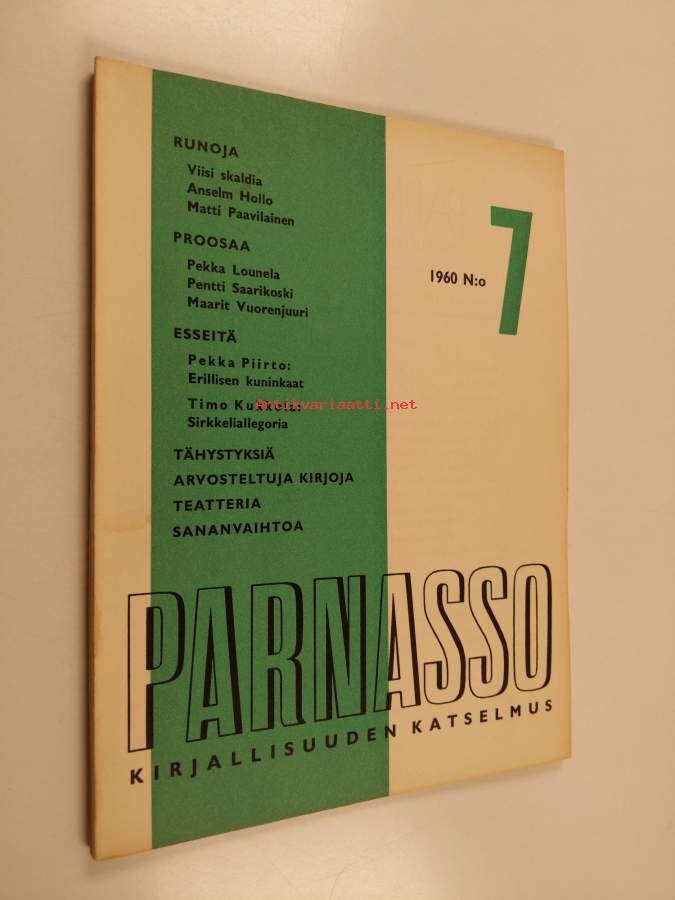 RUNOJA
Viisi skaldia
Anselm Hollo
Matti Paavilainen
PROOSAA
Pekka Lounela
Pentti Saarikoski
Maarit Vuorenjuuri
ESSEITÄ
Pekka Piirto:
Erillisen kuninkaat
Timo Kukkola:
Sirkkeliallegoria
TÄHYSTYKSIÄ
ARVOSTELTUJA KIRJOJA
TEATTERIA
SANANVAIHTOA
1960 N:o 7
Antikvariaatti.net
PARNASSO
KIRJALLISUUDEN KATSELMUS